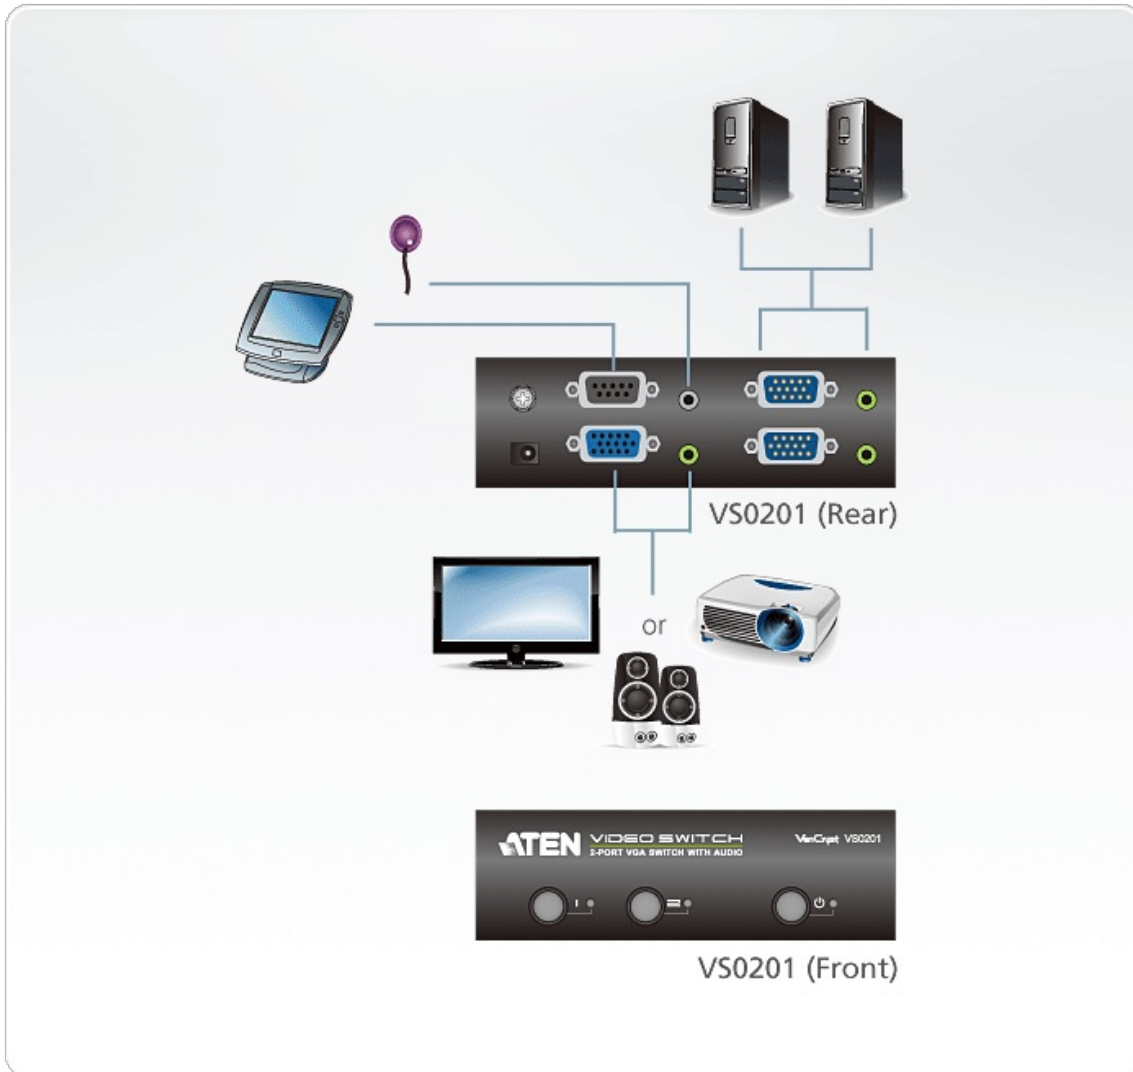 VS0201 (Rear)
or
ATEN VIDEO SWITCH
2-PORT VGA SWITCH WITH AUDIO
VanCryst VS0201
VS0201 (Front)